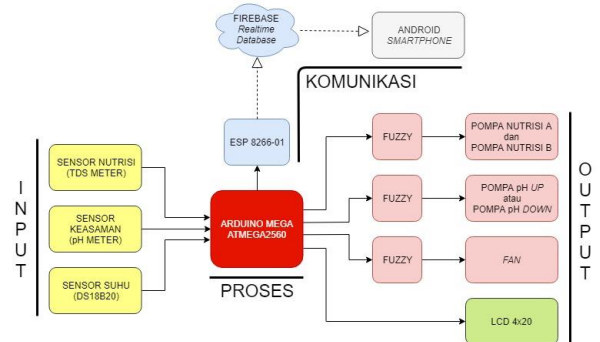 FIREBASE
Realtime
Database
ANDROID
SMARTPHONE
KOMUNIKASI
ESP 8266-01
INPUT
SENSOR NUTRISI
(TDS METER)
SENSOR
KEASAMAN
(pH METER)
SENSOR SUHU
(DS18B20)
ARDUINO MEGA
ATMEGA2560
PROSES
FUZZY
POMPA NUTRISI A
dan
POMPA NUTRISI B
FUZZY
POMPA pH UP
atau
POMPA pH DOWN
FUZZY
FAN
LCD 4x20
OUTPUT